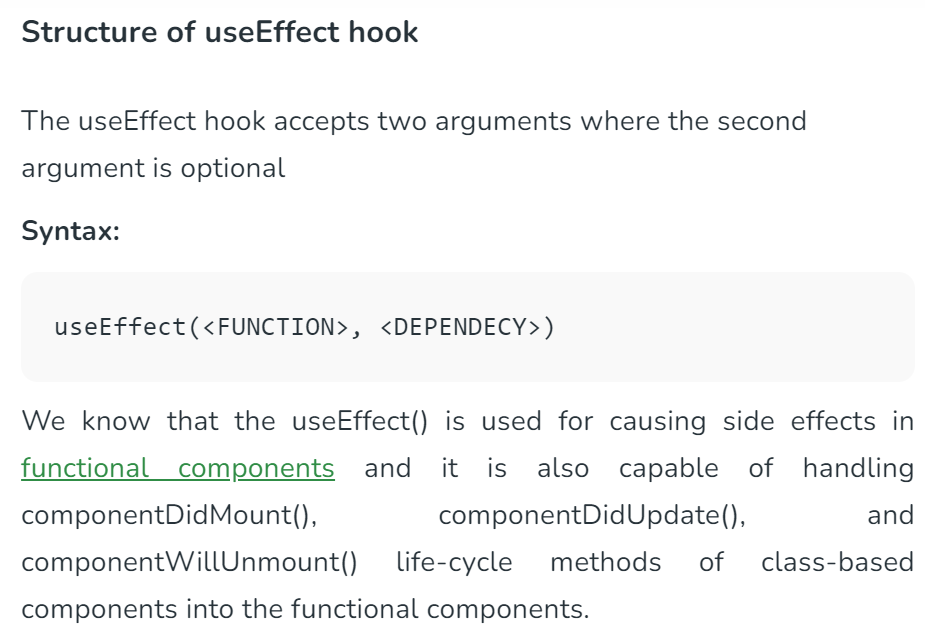 Structure of useEffect hook
The useEffect hook accepts two arguments where the second
argument is optional
Syntax:
useEffect(<FUNCTION>, <DEPENDECY>)
We know that the useEffect() is used for causing side effects in
functional components and it is also capable of handling
componentDidMount(), componentDidUpdate(), and
componentWillUnmount() life-cycle methods of class-based
components into the functional components.